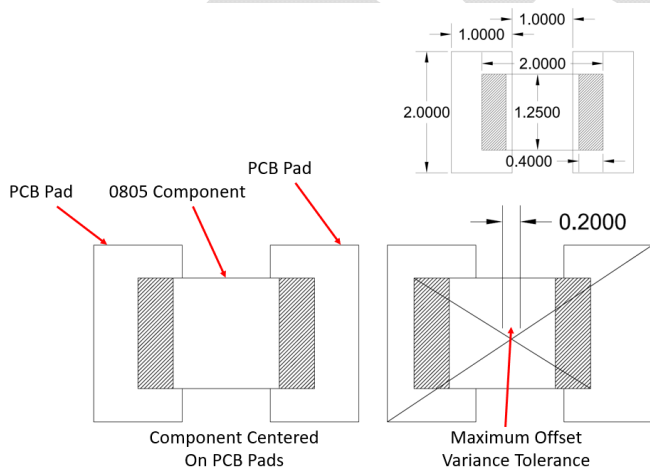 1.0000
1.0000
2.0000
2.0000
1.2500
0.4000
PCB Pad
0805 Component
PCB Pad
0.2000
Component Centered
On PCB Pads
Maximum Offset
Variance Tolerance